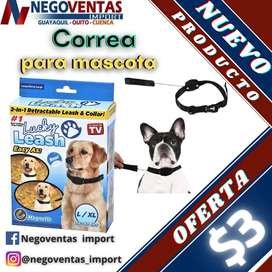 NEGOVENTAS
IMPORT
GUAYAQUIL - QUITO - CUENCA
Correa
para mascota
NUEVO
PRODUCTO
2-in-1 Retractable Leash & Collar!
#1
Lucky
Leash
Easy As:
AS SEEN ON
TV
Magnetic
L / XL
OFERTA
$3
Negoventas_import
@negoventas_import